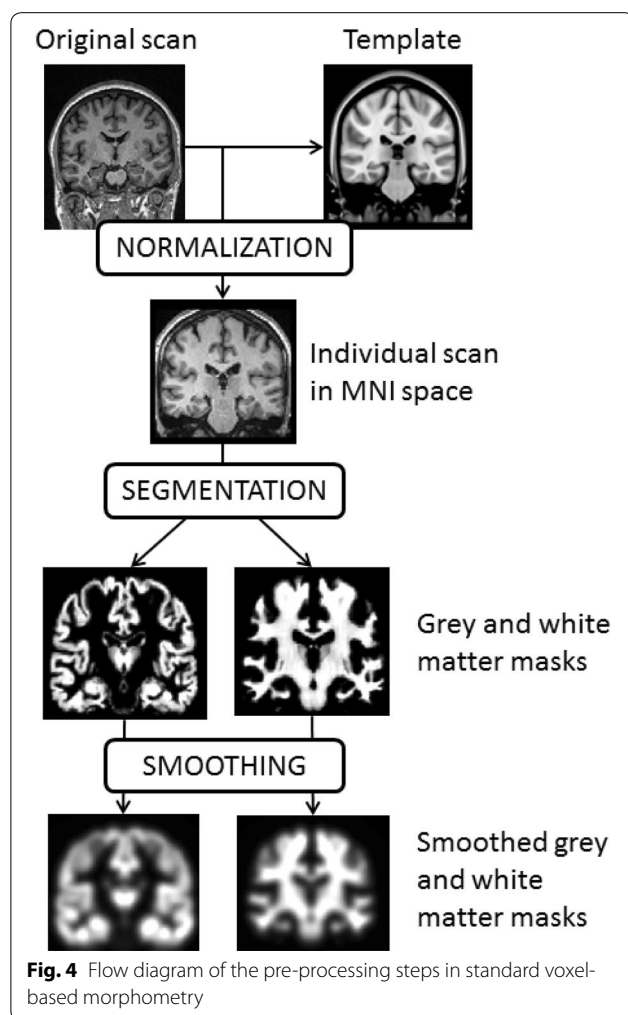 Original scan
Template
NORMALIZATION
Individual scan
in MNI space
SEGMENTATION
Grey and white
matter masks
SMOOTHING
Smoothed grey
and white
matter masks
Fig. 4 Flow diagram of the pre-processing steps in standard voxel-
based morphometry